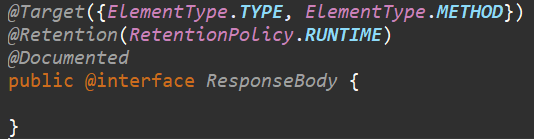 @Target({ElementType.TYPE, ElementType.METHOD})
@Retention(RetentionPolicy.RUNTIME)
@Documented
public @interface ResponseBody {
}